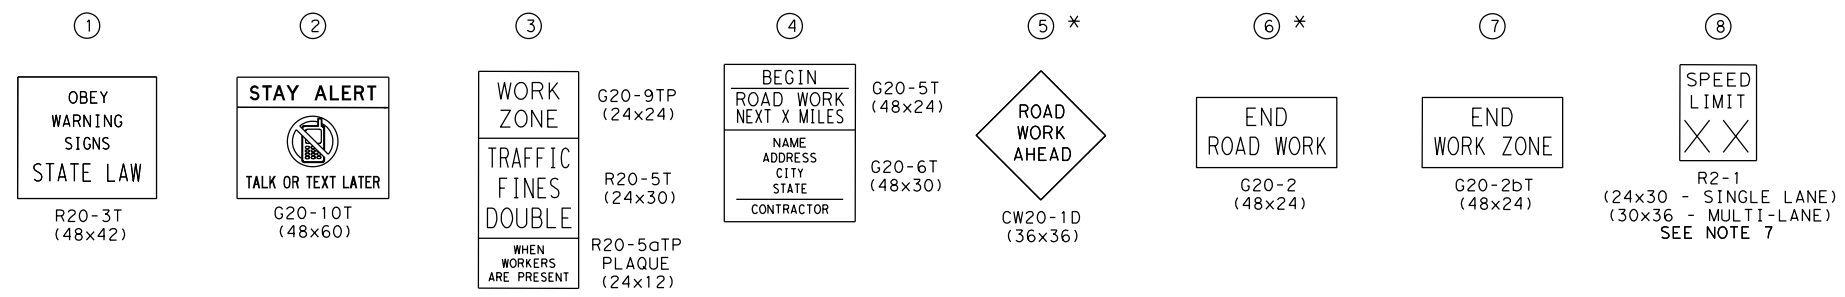 1
OBEY
WARNING
SIGNS
STATE LAW
R20-3T
(48x42)
2
STAY ALERT
TALK OR TEXT LATER
G20-10T
(48x60)
3
WORK
ZONE
G20-9TP
(24x24)
TRAFFIC
FINES
DOUBLE
R20-5T
(24x30)
WHEN
WORKERS
ARE PRESENT
R20-5aTP
PLAQUE
(24x12)
4
BEGIN
ROAD WORK
NEXT X MILES
G20-5T
(48x24)
NAME
ADDRESS
CITY
STATE
CONTRACTOR
G20-6T
(48x30)
5 *
ROAD
WORK
AHEAD
CW20-1D
(36x36)
6 *
END
ROAD WORK
G20-2
(48x24)
7
END
WORK ZONE
G20-2bT
(48x24)
8
SPEED
LIMIT
X X
R2-1
(24x30 - SINGLE LANE)
(30x36 - MULTI-LANE)
SEE NOTE 7